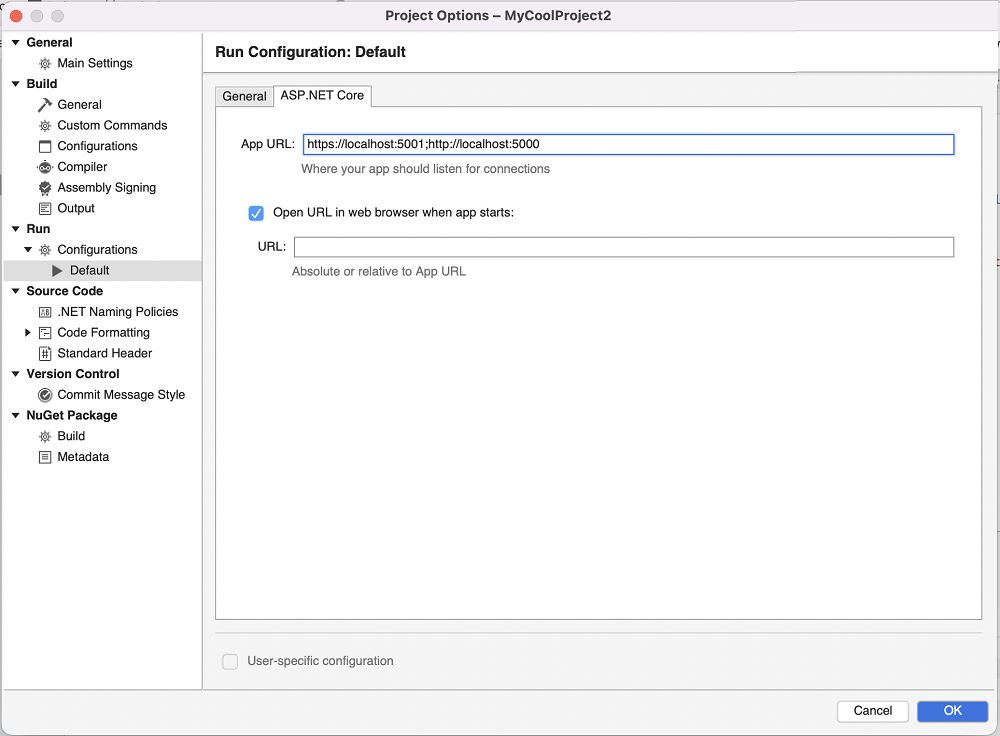 Project Options – MyCoolProject2
General
Main Settings
Build
General
Custom Commands
Configurations
Compiler
Assembly Signing
Output
Run
Configurations
Default
Source Code
.NET Naming Policies
Code Formatting
Standard Header
Version Control
Commit Message Style
NuGet Package
Build
Metadata
Run Configuration: Default
General ASP.NET Core
App URL: https://localhost:5001;http://localhost:5000
Where your app should listen for connections
Open URL in web browser when app starts:
URL:
Absolute or relative to App URL
User-specific configuration
Cancel OK